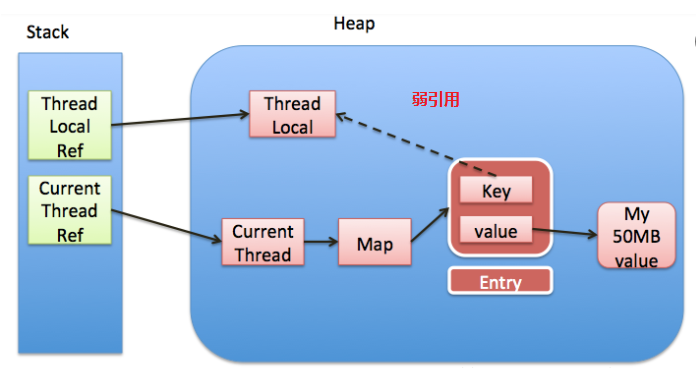 Stack
Heap
Thread
Local
Ref
Thread
Local
弱引用
Current
Thread
Ref
Key
value
Current
Thread
Map
My
50MB
value
Entry